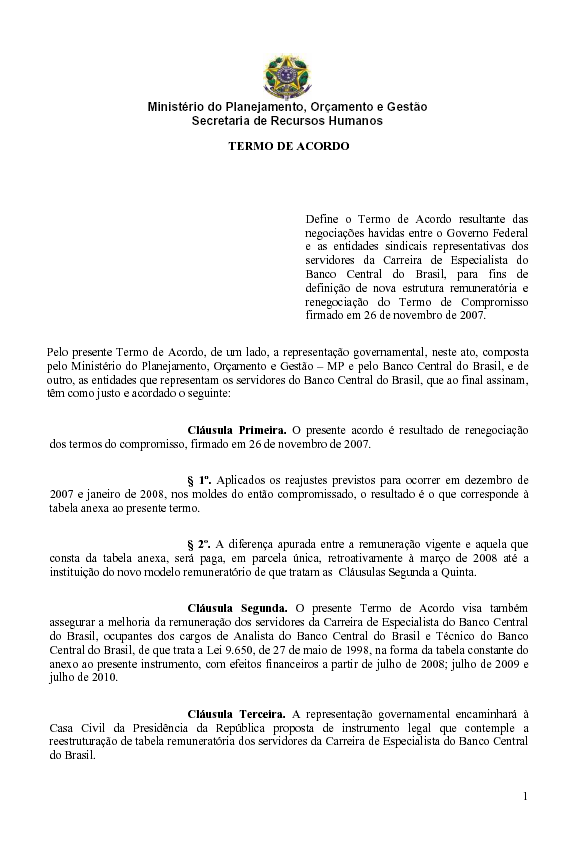 Ministério do Planejamento, Orçamento e Gestão
Secretaria de Recursos Humanos
TERMO DE ACORDO
Define o Termo de Acordo resultante das
negociações havidas entre o Governo Federal
e as entidades sindicais representativas dos
servidores da Carreira de Especialista do
Banco Central do Brasil, para fins de
definição de nova estrutura remuneratória e
renegociação do Termo de Compromisso
firmado em 26 de novembro de 2007.
Pelo presente Termo de Acordo, de um lado, a representação governamental, neste ato, composta
pelo Ministério do Planejamento, Orçamento e Gestão – MP e pelo Banco Central do Brasil, e de
outro, as entidades que representam os servidores do Banco Central do Brasil, que ao final assinam,
têm como justo e acordado o seguinte:
Cláusula Primeira. O presente acordo é resultado de renegociação
dos termos do compromisso, firmado em 26 de novembro de 2007.
§ 1º. Aplicados os reajustes previstos para ocorrer em dezembro de
2007 e janeiro de 2008, nos moldes do então compromissado, o resultado é o que corresponde à
tabela anexa ao presente termo.
§ 2º. A diferença apurada entre a remuneração vigente e aquela que
consta da tabela anexa, será paga, em parcela única, retroativamente à março de 2008 até a
instituição do novo modelo remuneratório de que tratam as Cláusulas Segunda a Quinta.
Cláusula Segunda. O presente Termo de Acordo visa também
assegurar a melhoria da remuneração dos servidores da Carreira de Especialista do Banco Central
do Brasil, ocupantes dos cargos de Analista do Banco Central do Brasil e Técnico do Banco
Central do Brasil, de que trata a Lei 9.650, de 27 de maio de 1998, na forma da tabela constante do
anexo ao presente instrumento, com efeitos financeiros a partir de julho de 2008; julho de 2009 e
julho de 2010.
Cláusula Terceira. A representação governamental encaminhará à
Casa Civil da Presidência da República proposta de instrumento legal que contemple a
reestruturação de tabela remuneratória dos servidores da Carreira de Especialista do Banco Central
do Brasil.
1